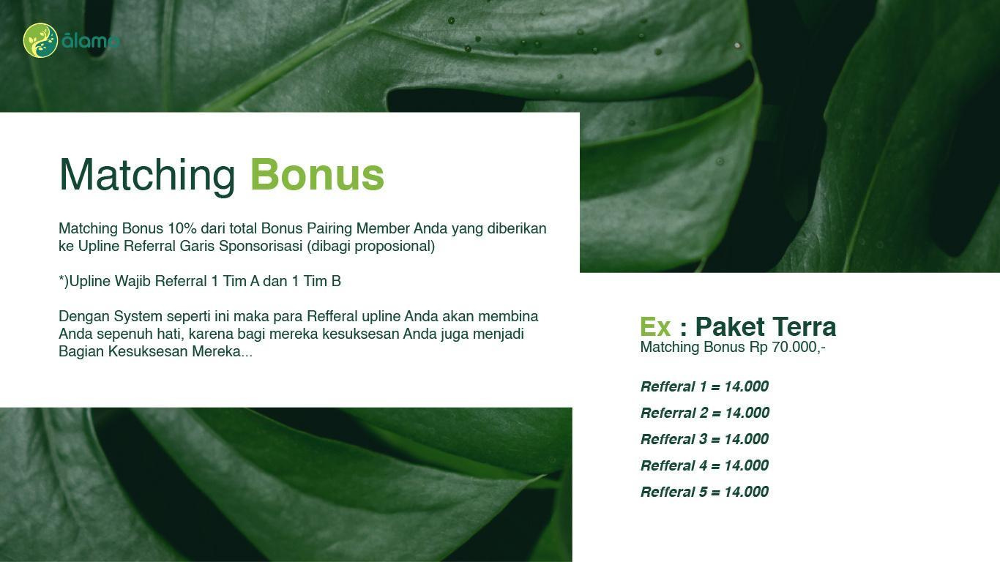 ālamo
Matching Bonus
Matching Bonus 10% dari total Bonus Pairing Member Anda yang diberikan
ke Upline Referral Garis Sponsorisasi (dibagi proposional)
*)Upline Wajib Referral 1 Tim A dan 1 Tim B
Dengan System seperti ini maka para Refferal upline Anda akan membina
Anda sepenuh hati, karena bagi mereka kesuksesan Anda juga menjadi
Bagian Kesuksesan Mereka...
Ex : Paket Terra
Matching Bonus Rp 70.000,-
Refferal 1 = 14.000
Referral 2 = 14.000
Refferal 3 = 14.000
Refferal 4 = 14.000
Refferal 5 = 14.000